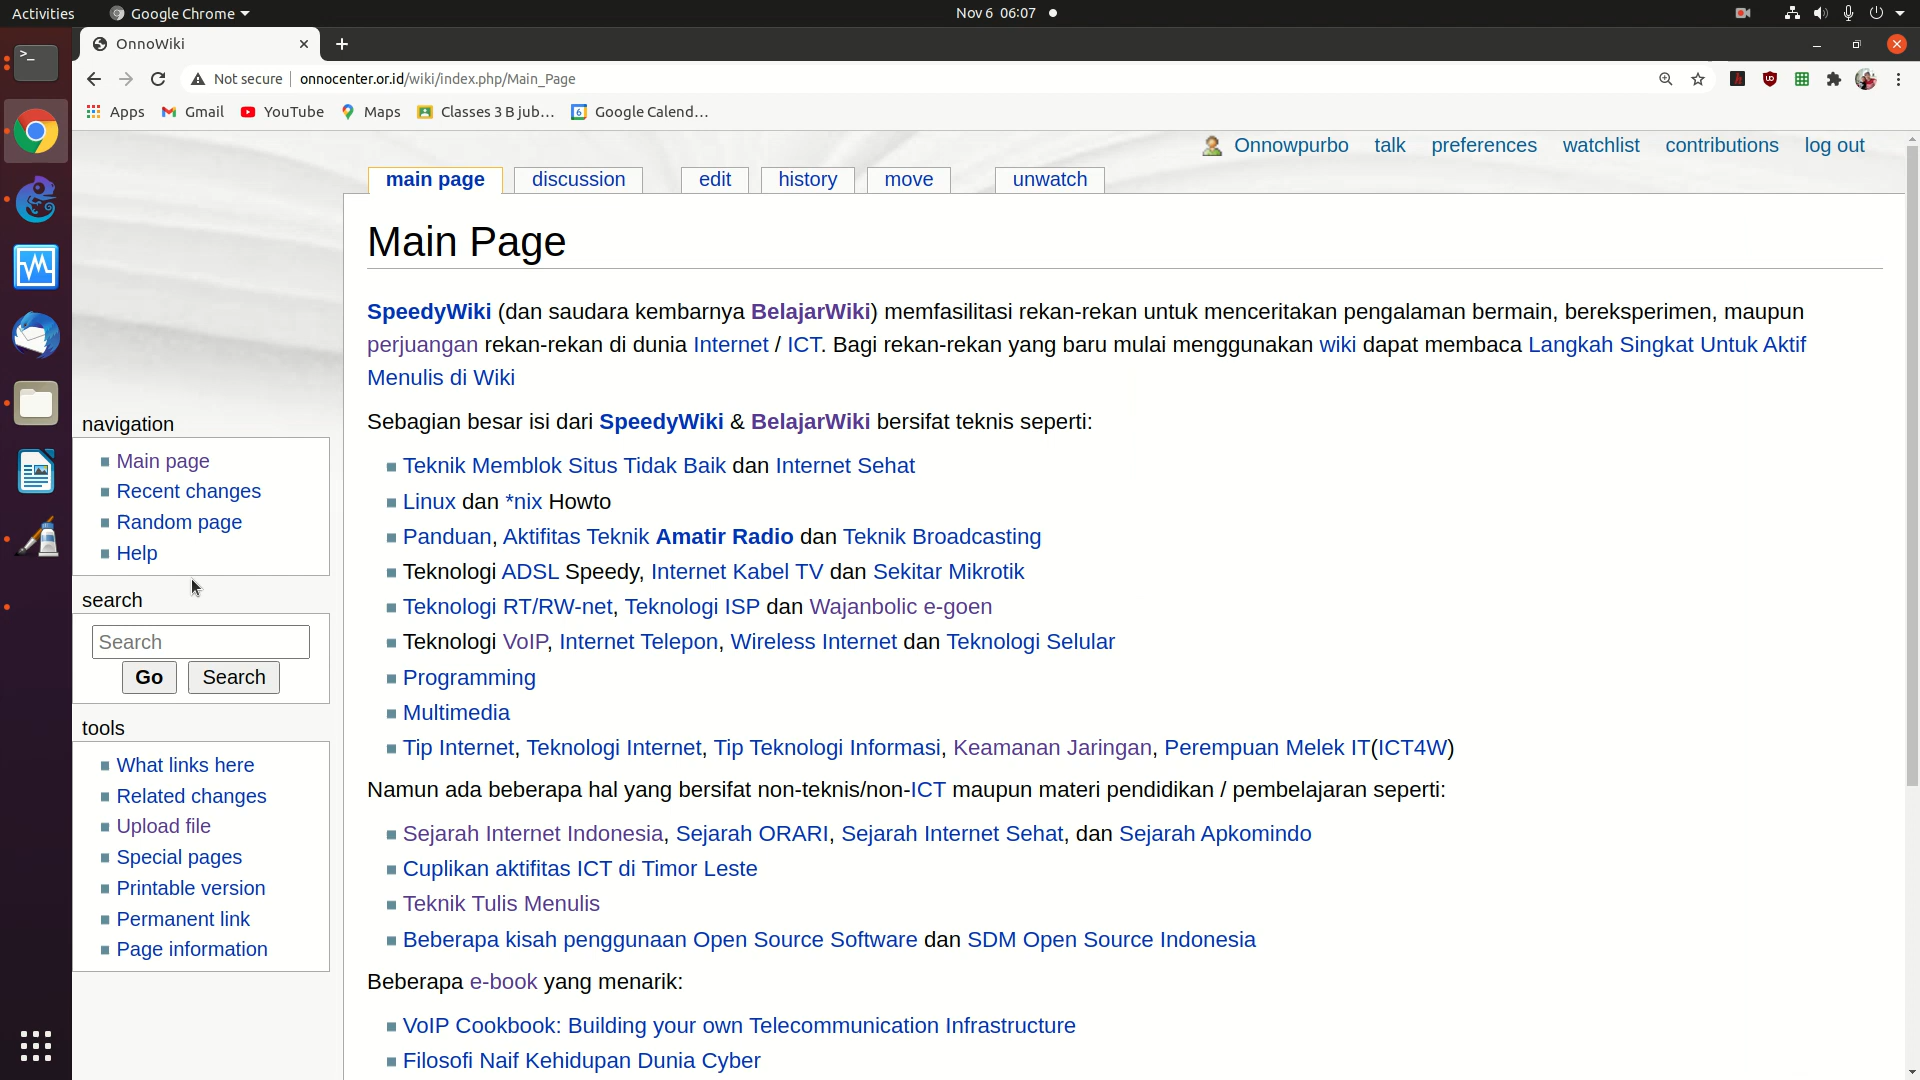 Activities
Google Chrome
Nov 6 06:07
OnnoWiki
Not secure
onnocenter.or.id/wiki/index.php/Main_Page
Apps
Gmail
YouTube
Maps
Classes 3 B jub...
Google Calend...
Onnowpurbo
talk
preferences
watchlist
contributions
log out
main page
discussion
edit
history
move
unwatch
Main Page
SpeedyWiki (dan saudara kembarnya BelajarWiki) memfasilitasi rekan-rekan untuk menceritakan pengalaman bermain, bereksperimen, maupun
perjuangan rekan-rekan di dunia Internet / ICT. Bagi rekan-rekan yang baru mulai menggunakan wiki dapat membaca Langkah Singkat Untuk Aktif
Menulis di Wiki
Sebagian besar isi dari SpeedyWiki & BelajarWiki bersifat teknis seperti:
Teknik Memblok Situs Tidak Baik dan Internet Sehat
Linux dan *nix Howto
Panduan, Aktifitas Teknik Amatir Radio dan Teknik Broadcasting
Teknologi ADSL Speedy, Internet Kabel TV dan Sekitar Mikrotik
Teknologi RT/RW-net, Teknologi ISP dan Wajanbolic e-goen
Teknologi VoIP, Internet Telepon, Wireless Internet dan Teknologi Selular
Programming
Multimedia
Tip Internet, Teknologi Internet, Tip Teknologi Informasi, Keamanan Jaringan, Perempuan Melek IT(ICT4W)
Namun ada beberapa hal yang bersifat non-teknis/non-ICT maupun materi pendidikan / pembelajaran seperti:
Sejarah Internet Indonesia, Sejarah ORARI, Sejarah Internet Sehat, dan Sejarah Apkomindo
Cuplikan aktifitas ICT di Timor Leste
Teknik Tulis Menulis
Beberapa kisah penggunaan Open Source Software dan SDM Open Source Indonesia
Beberapa e-book yang menarik:
VoIP Cookbook: Building your own Telecommunication Infrastructure
Filosofi Naif Kehidupan Dunia Cyber
navigation
Main page
Recent changes
Random page
Help
search
Search
Go
Search
tools
What links here
Related changes
Upload file
Special pages
Printable version
Permanent link
Page information